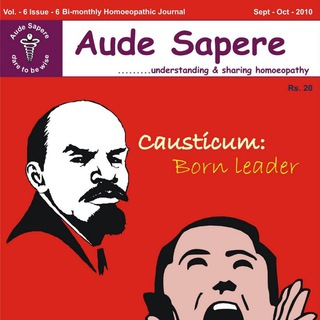 Vol. - 6 Issue - 6 Bi-monthly Homoeopathic Journal
Sept - Oct - 2010
Aude Sapere
dare to be wise
Aude Sapere
.........understanding & sharing homoeopathy
Rs. 20
Causticum:
Born leader